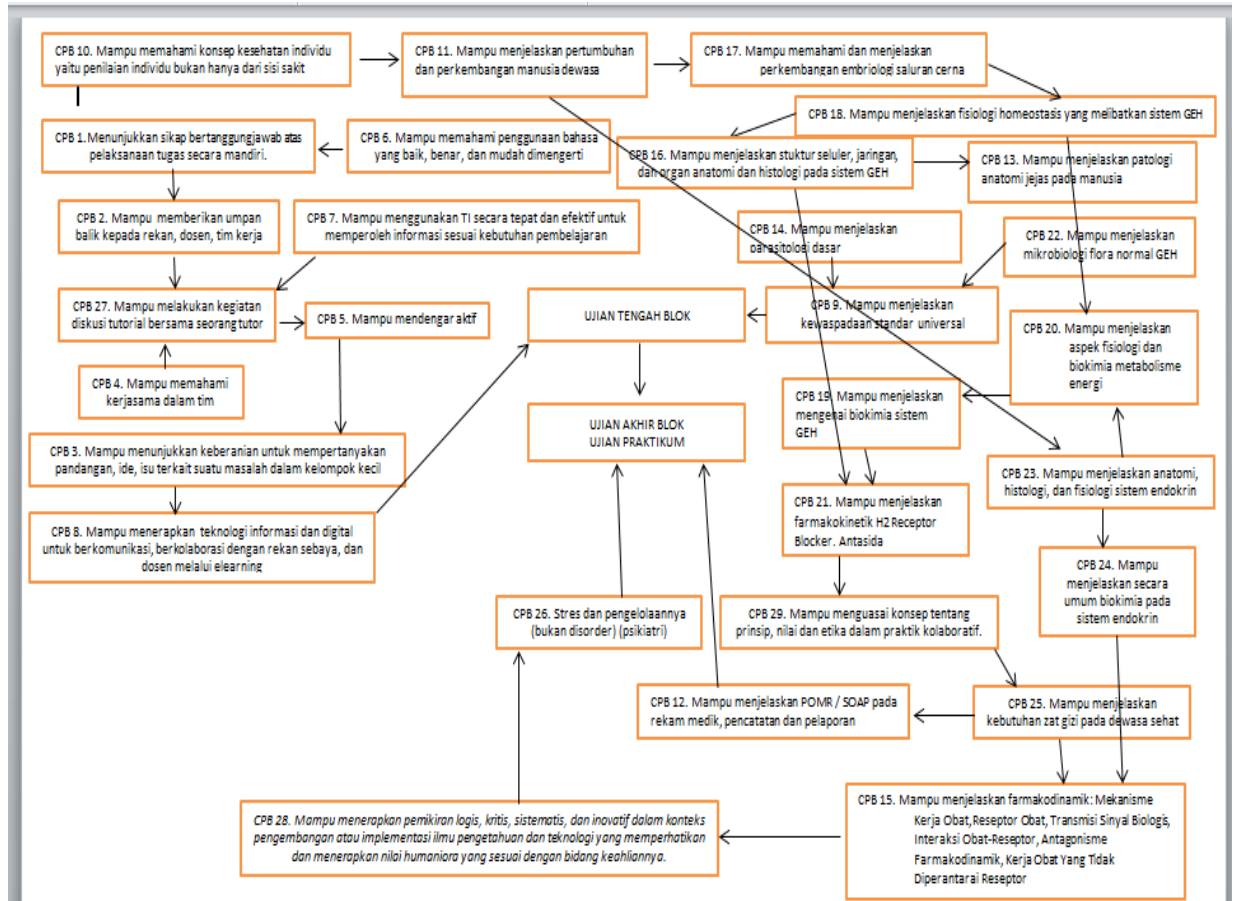 CPB 10. Mampu memahami konsep kesehatan individu
yaitu penilaian individu bukan hanya dari sisi sakit
CPB 11. Mampu menjelaskan pertumbuhan
dan perkembangan manusia dewasa
CPB 17. Mampu memahami dan menjelaskan
perkembangan embriologi saluran cerna
CPB 18. Mampu menjelaskan fisiologi homeostasis yang melibatkan sistem GEH
CPB 1.Menunjukkan sikap bertanggungjawab atas
pelaksanaan tugas secara mandiri.
CPB 6. Mampu memahami penggunaan bahasa
yang baik, benar, dan mudah dimengerti
CPB 16. Mampu menjelaskan stuktur seluler, jaringan,
dan organ anatomi dan histologi pada sistem GEH
CPB 13. Mampu menjelaskan patologi
anatomi jejas pada manusia
CPB 2. Mampu memberikan umpan
balik kepada rekan, dosen, tim kerja
CPB 7. Mampu menggunakan TI secara tepat dan efektif untuk
memperoleh informasi sesuai kebutuhan pembelajaran
CPB 14. Mampu menjelaskan
parasitologi dasar
CPB 22. Mampu menjelaskan
mikrobiologi flora normal GEH
CPB 27. Mampu melakukan kegiatan
diskusi tutorial bersama seorang tutor
CPB 5. Mampu mendengar aktif
UJIAN TENGAH BLOK
CPB 9. Mampu menjelaskan
kewaspadaan standar universal
CPB 20. Mampu menjelaskan
aspek fisiologi dan
biokimia metabolisme
energi
CPB 4. Mampu memahami
kerjasama dalam tim
CPB 19. Mampu menjelaskan
mengenai biokimia sistem
GEH
UJIAN AKHIR BLOK
UJIAN PRAKTIKUM
CPB 3. Mampu menunjukkan keberanian untuk mempertanyakan
pandangan, ide, isu terkait suatu masalah dalam kelompok kecil
CPB 23. Mampu menjelaskan anatomi,
histologi, dan fisiologi sistem endokrin
CPB 21. Mampu menjelaskan
farmakokinetik H2 Receptor
Blocker. Antasida
CPB 8. Mampu menerapkan teknologi informasi dan digital
untuk berkomunikasi, berkolaborasi dengan rekan sebaya, dan
dosen melalui elearning
CPB 24. Mampu
menjelaskan secara
umum biokimia pada
sistem endokrin
CPB 26. Stres dan pengelolaannya
(bukan disorder) (psikiatri)
CPB 29. Mampu menguasai konsep tentang
prinsip, nilai dan etika dalam praktik kolaboratif.
CPB 12. Mampu menjelaskan POMR / SOAP pada
rekam medik, pencatatan dan pelaporan
CPB 25. Mampu menjelaskan
kebutuhan zat gizi pada dewasa sehat
CPB 28. Mampu menerapkan pemikiran logis, kritis, sistematis, dan inovatif dalam konteks
pengembangan atau implementasi ilmu pengetahuan dan teknologi yang memperhatikan
dan menerapkan nilai humaniora yang sesuai dengan bidang keahliannya.
CPB 15. Mampu menjelaskan farmakodinamik: Mekanisme
Kerja Obat,Reseptor Obat, Transmisi Sinyal Biologis,
Interaksi Obat-Reseptor, Antagonisme
Farmakodinamik, Kerja Obat Yang Tidak
Diperantarai Reseptor